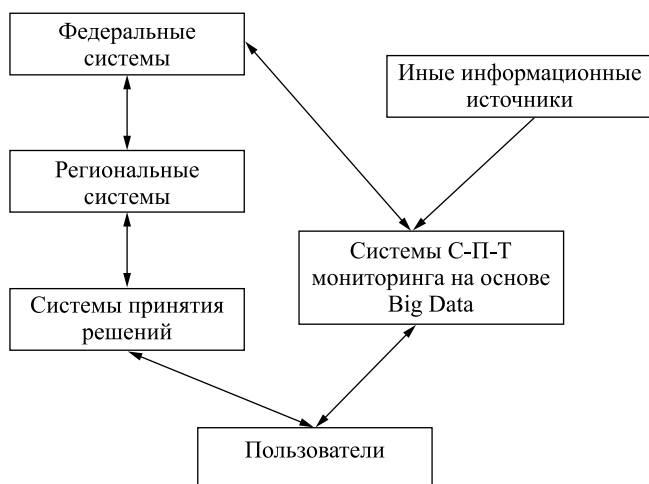 Федеральные
системы
Иные информационные
источники
Региональные
системы
Системы С-П-Т
мониторинга на основе
Big Data
Системы принятия
решений
Пользователи